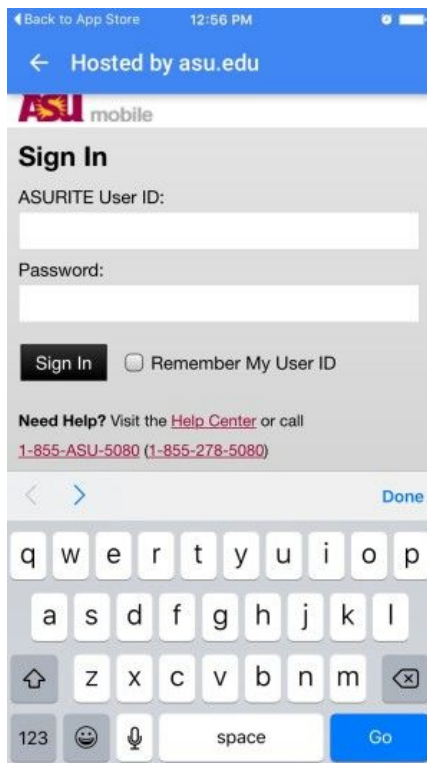 Back to App Store 12:56 PM
Hosted by asu.edu
ASU mobile
Sign In
ASURITE User ID:
Password:
Sign In Remember My User ID
Need Help? Visit the Help Center or call
1-855-ASU-5080 (1-855-278-5080)
Done
q w e r t y u i o p
a s d f g h j k l
z x c v b n m
123 space Go